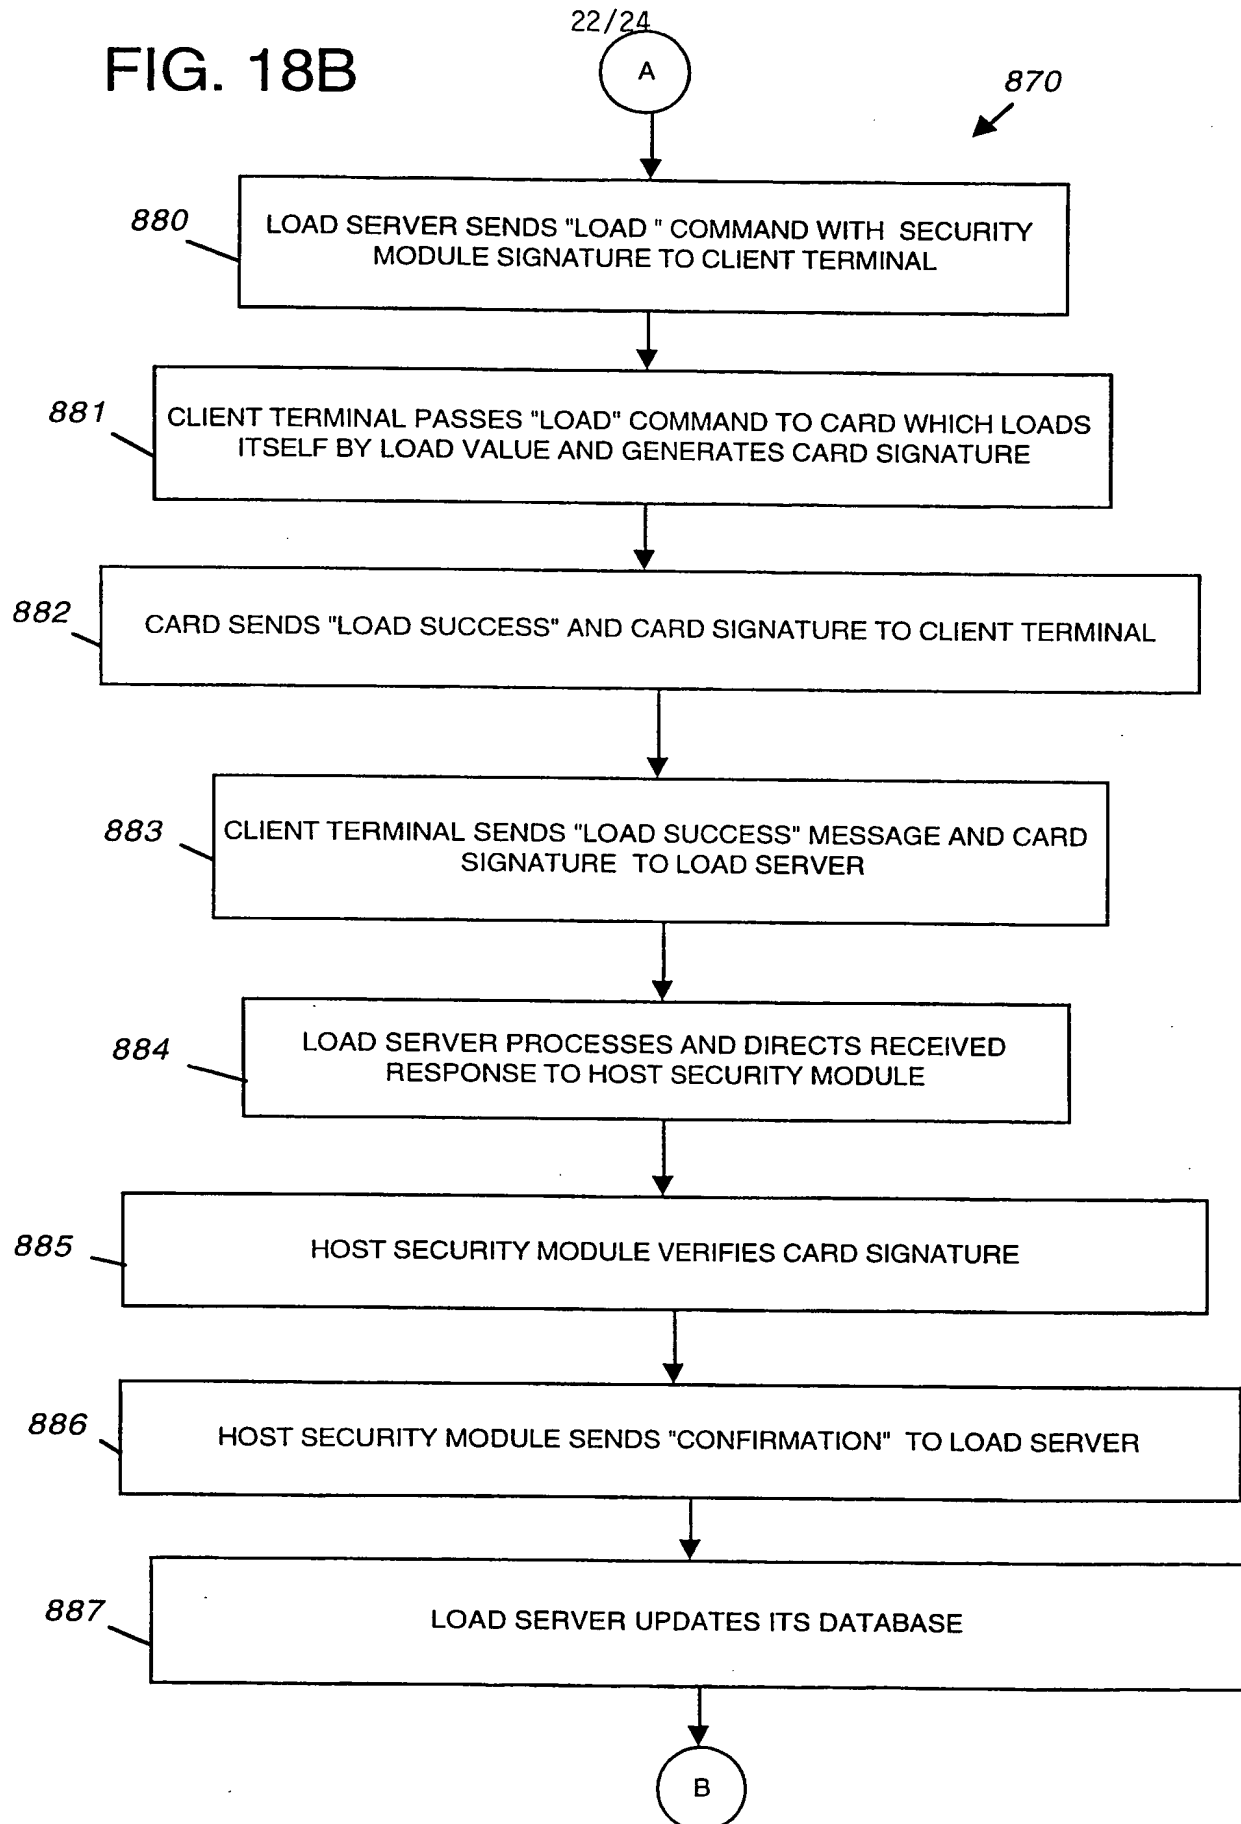 22/24
FIG. 18B
A
870
880
LOAD SERVER SENDS "LOAD " COMMAND WITH SECURITY
MODULE SIGNATURE TO CLIENT TERMINAL
881
CLIENT TERMINAL PASSES "LOAD" COMMAND TO CARD WHICH LOADS
ITSELF BY LOAD VALUE AND GENERATES CARD SIGNATURE
882
CARD SENDS "LOAD SUCCESS" AND CARD SIGNATURE TO CLIENT TERMINAL
883
CLIENT TERMINAL SENDS "LOAD SUCCESS" MESSAGE AND CARD
SIGNATURE TO LOAD SERVER
884
LOAD SERVER PROCESSES AND DIRECTS RECEIVED
RESPONSE TO HOST SECURITY MODULE
885
HOST SECURITY MODULE VERIFIES CARD SIGNATURE
886
HOST SECURITY MODULE SENDS "CONFIRMATION" TO LOAD SERVER
887
LOAD SERVER UPDATES ITS DATABASE
B